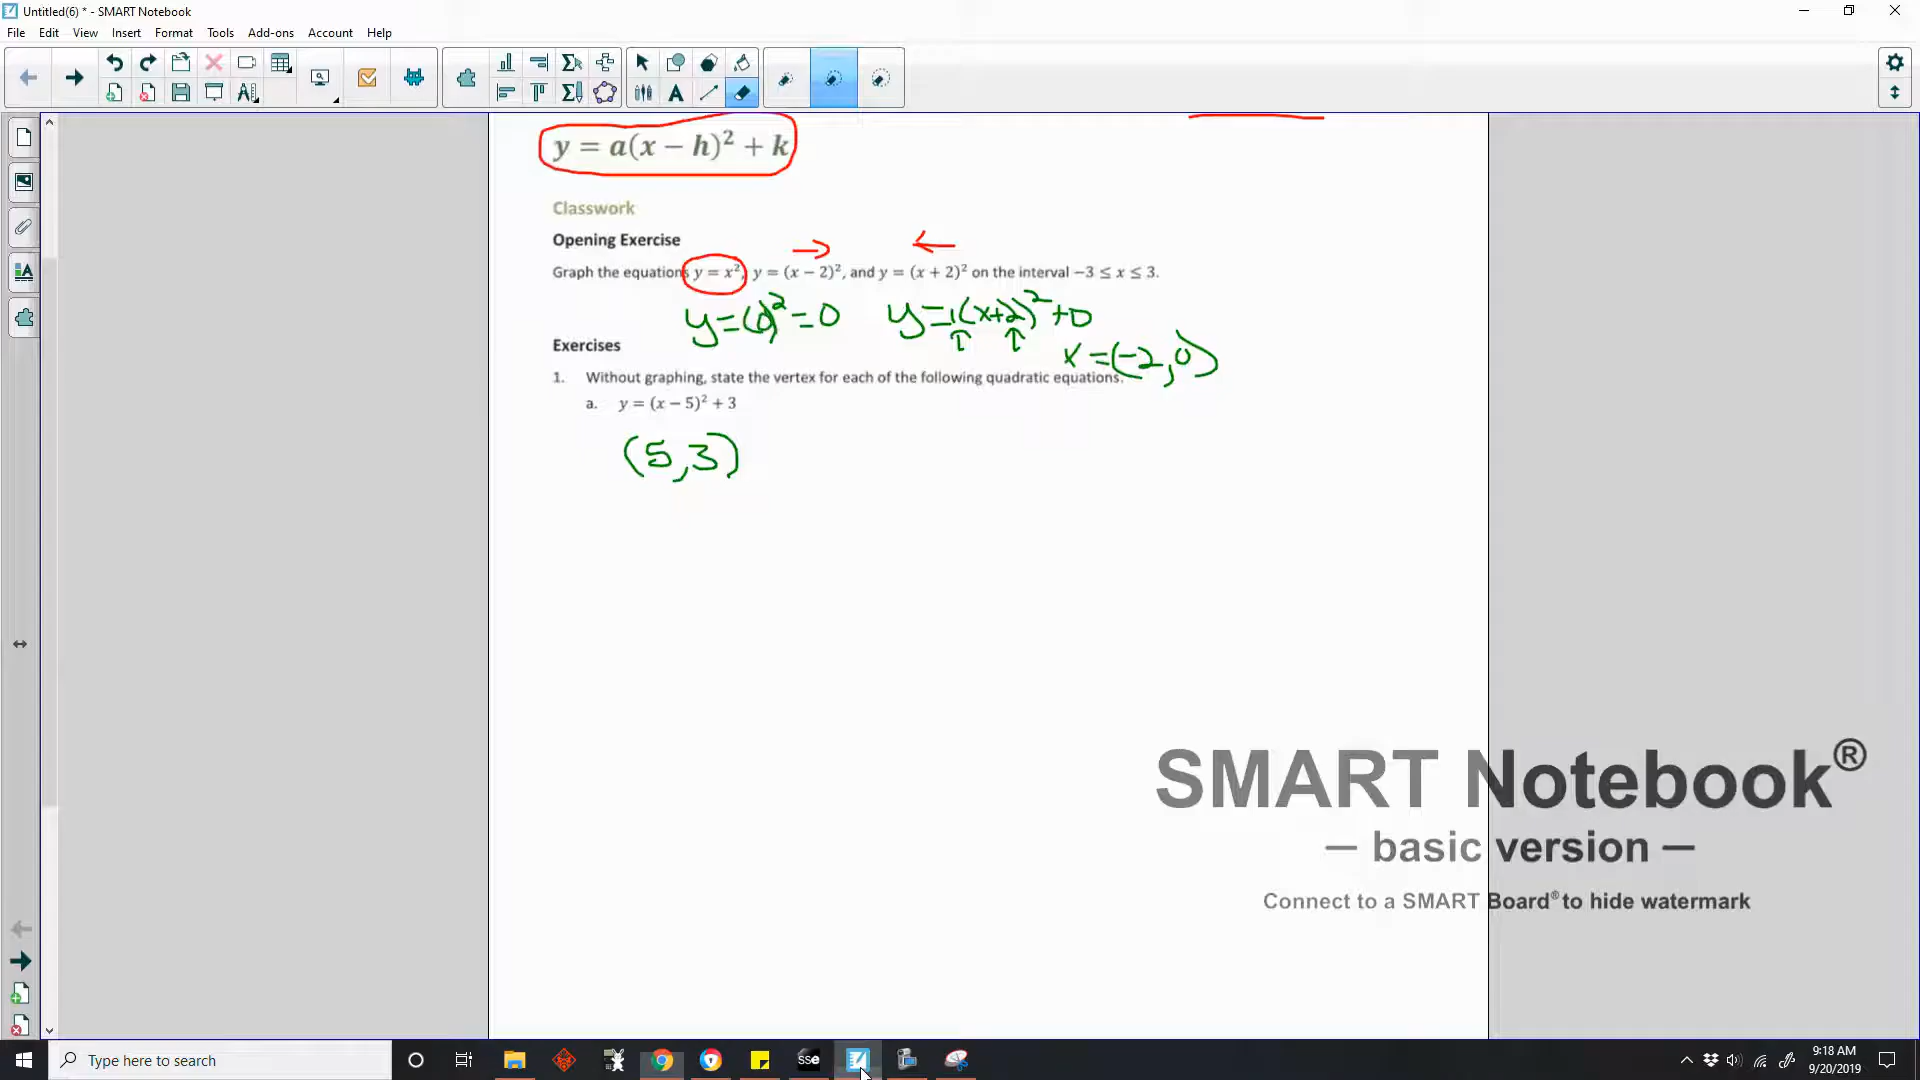 Untitled(6) * - SMART Notebook
File Edit View Insert Format Tools Add-ons Account Help
y = a(x − h)² + k
Classwork
Opening Exercise
Graph the equations y = x², y = (x − 2)², and y = (x + 2)² on the interval −3 ≤ x ≤ 3.
y=(0)²=0 y=1(x+2)²+0
x=(-2,0)
Exercises
1. Without graphing, state the vertex for each of the following quadratic equations.
a. y = (x − 5)² + 3
(5,3)
SMART Notebook®
— basic version —
Connect to a SMART Board® to hide watermark
Type here to search
sse
9:18 AM
9/20/2019